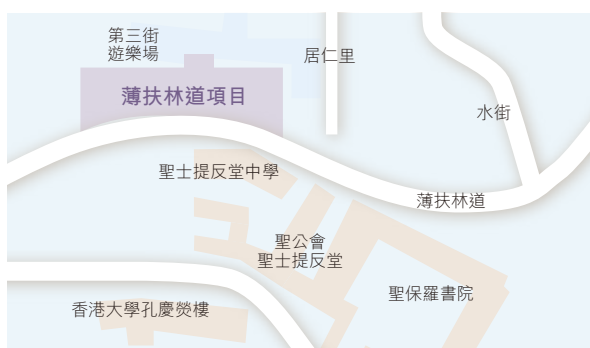 第三街
遊樂場
居仁里
薄扶林道項目
水街
聖士提反堂中學
薄扶林道
聖公會
聖士提反堂
聖保羅書院
香港大學孔慶熒樓